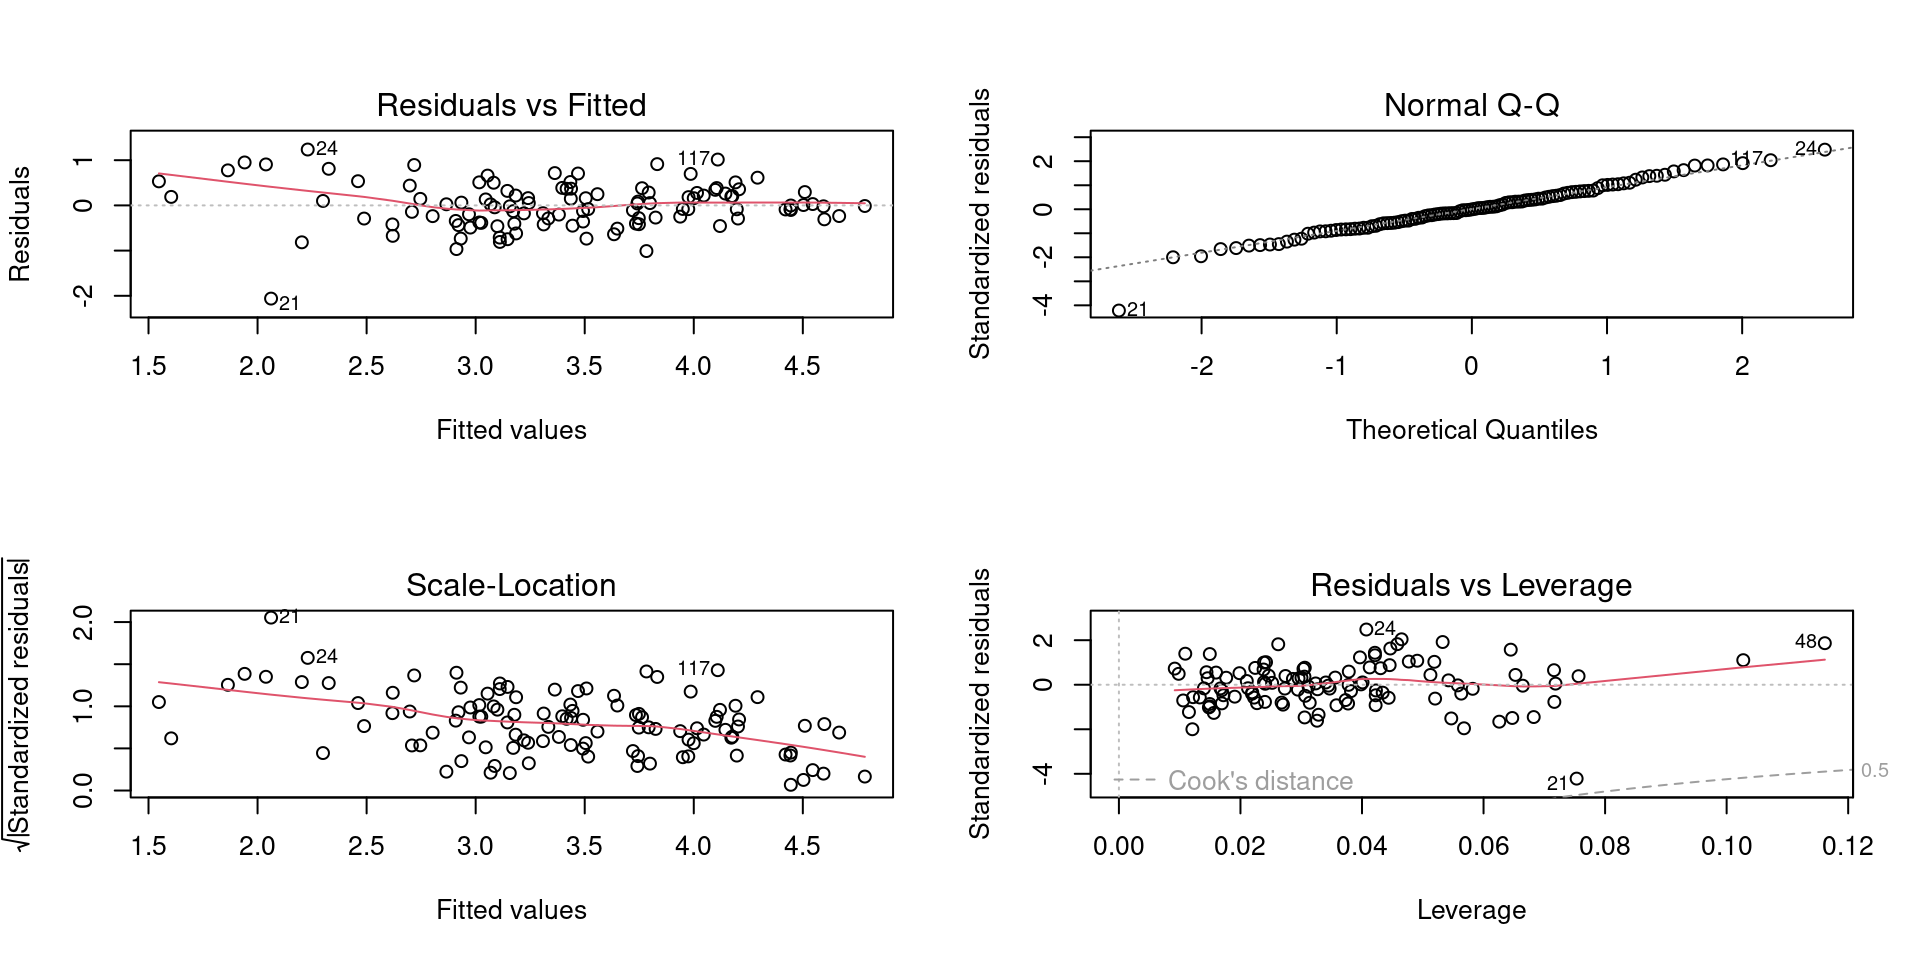 Residuals vs Fitted
Residuals
1
0
-2
24
117
21
1.5 2.0 2.5 3.0 3.5 4.0 4.5
Fitted values
Normal Q-Q
Standardized residuals
2
0
-2
-4
117
24
21
-2 -1 0 1 2
Theoretical Quantiles
Scale-Location
√|Standardized residuals|
2.0
1.0
0.0
21
24
117
1.5 2.0 2.5 3.0 3.5 4.0 4.5
Fitted values
Residuals vs Leverage
Standardized residuals
2
0
-4
24
48
21
Cook's distance
0.5
0.00 0.02 0.04 0.06 0.08 0.10 0.12
Leverage